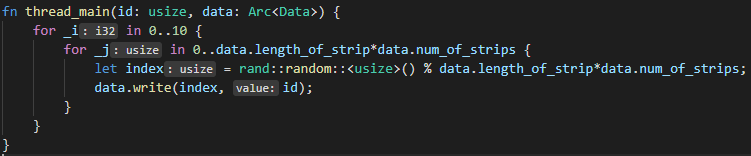 fn thread_main(id: usize, data: Arc<Data>) {
for _i: i32 in 0..10 {
for _j: usize in 0..data.length_of_strip*data.num_of_strips {
let index: usize = rand::random::<usize>() % data.length_of_strip*data.num_of_strips;
data.write(index, value: id);
}
}
}